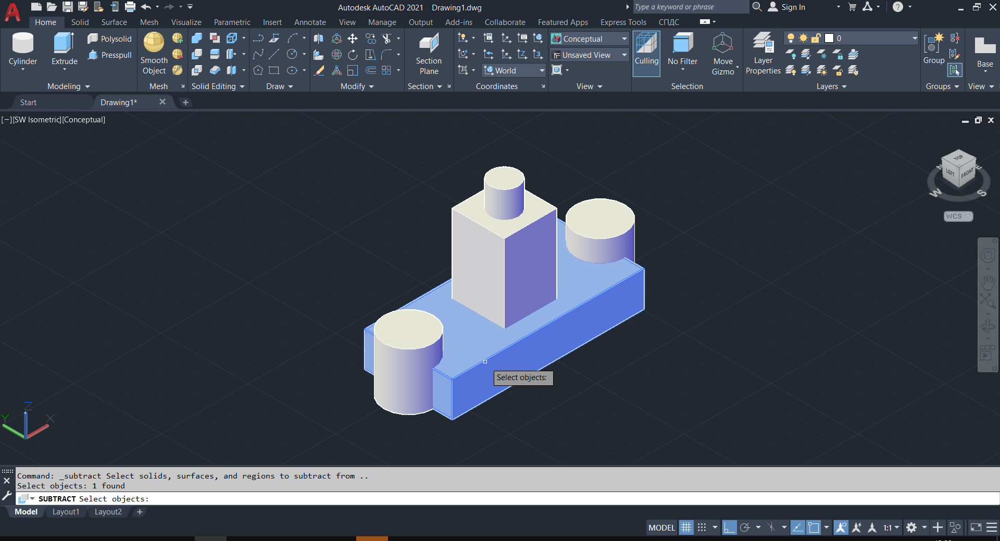 Autodesk AutoCAD 2021 Drawing1.dwg
Type a keyword or phrase
Sign In
Home Solid Surface Mesh Visualize Parametric Insert Annotate View Manage Output Add-ins Collaborate Featured Apps Express Tools СПДС
Cylinder
Extrude
Polysolid
Presspull
Smooth
Object
Section
Plane
World
Conceptual
Unsaved View
Culling
No Filter
Move
Gizmo
Layer
Properties
0
Group
Base
Modeling Mesh Solid Editing Draw Modify Section Coordinates View Selection Layers Groups View
Start Drawing1*
[−][SW Isometric][Conceptual]
TOP
LEFT FRONT
N E
W S
WCS
Select objects:
Z
Y X
Command: _subtract Select solids, surfaces, and regions to subtract from ..
Select objects: 1 found
SUBTRACT Select objects:
Model Layout1 Layout2
MODEL 1:1